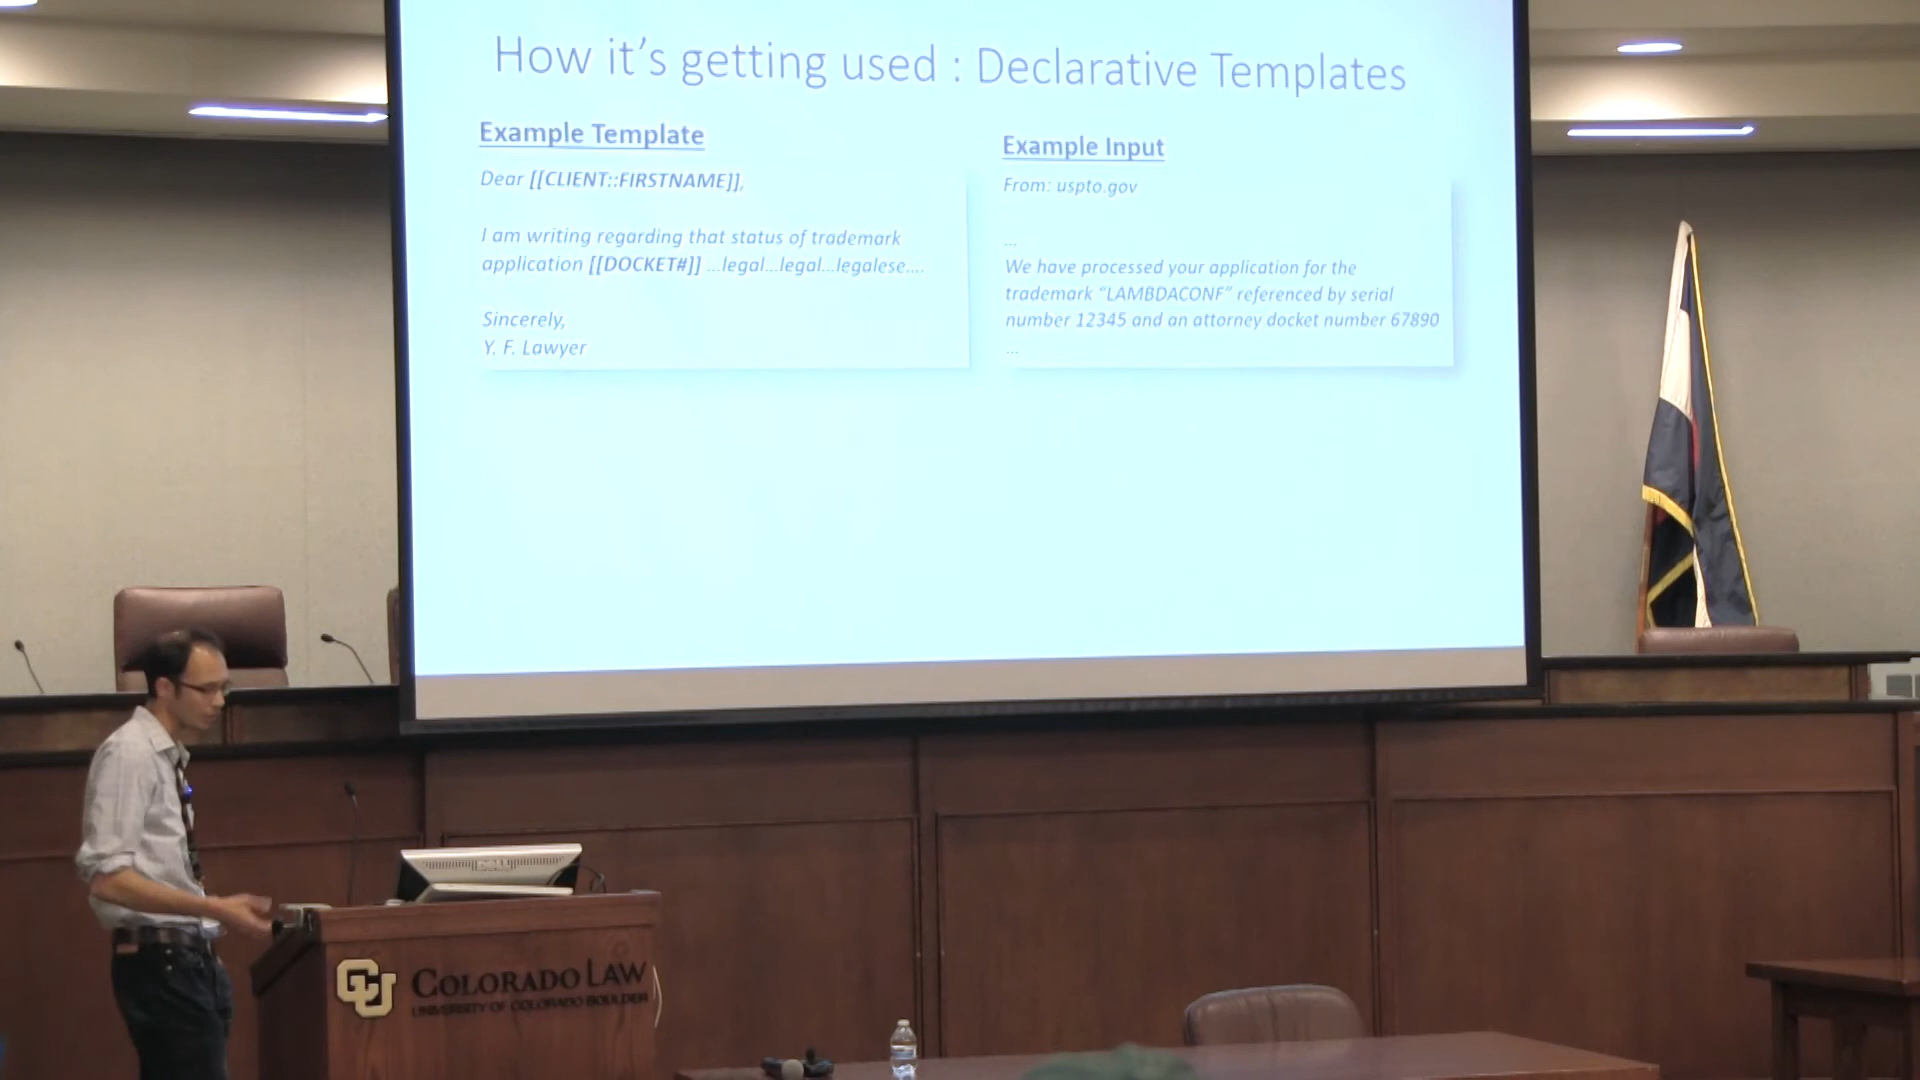 How it's getting used : Declarative Templates
Example Template
Dear [[CLIENT::FIRSTNAME]],
I am writing regarding that status of trademark
application [[DOCKET#]] ...legal...legal...legalese....
Sincerely,
Y. F. Lawyer
Example Input
From: uspto.gov
...
We have processed your application for the
trademark “LAMBDACONF” referenced by serial
number 12345 and an attorney docket number 67890
...
CU COLORADO LAW
UNIVERSITY OF COLORADO BOULDER